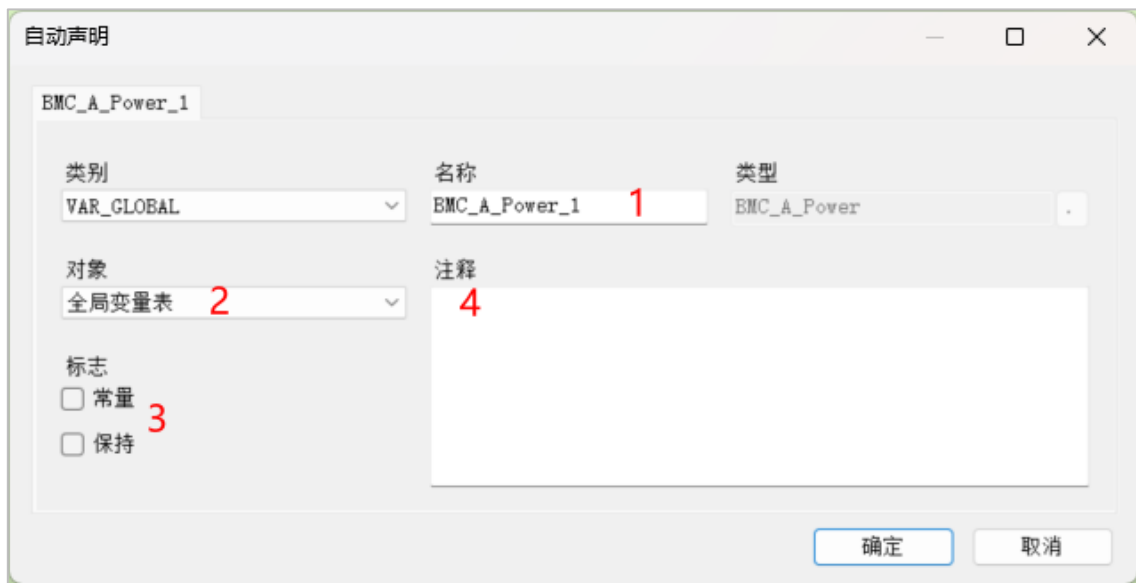 自动声明
BMC_A_Power_1
类别
名称
类型
VAR_GLOBAL
BMC_A_Power_1
1
BMC_A_Power
.
对象
注释
全局变量表
2
4
标志
常量
3
保持
确定
取消